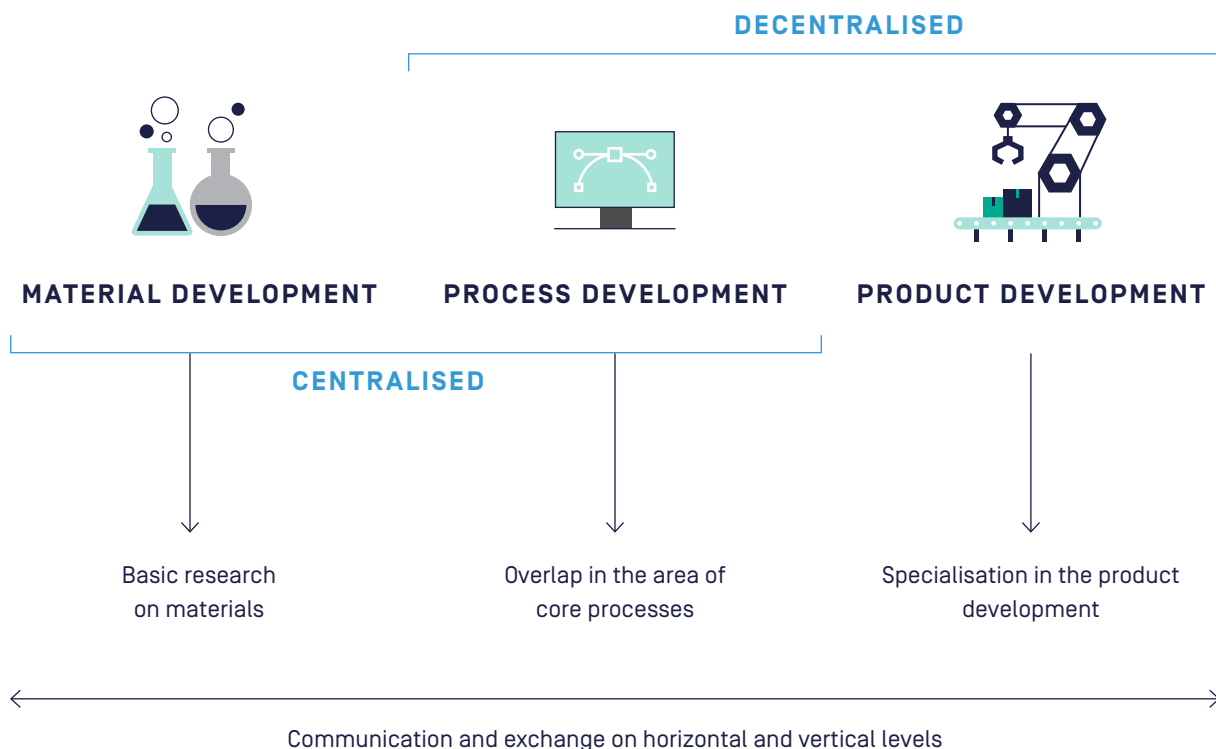 DECENTRALISED
MATERIAL DEVELOPMENT
PROCESS DEVELOPMENT
PRODUCT DEVELOPMENT
CENTRALISED
Basic research
on materials
Overlap in the area of
core processes
Specialisation in the product
development
Communication and exchange on horizontal and vertical levels